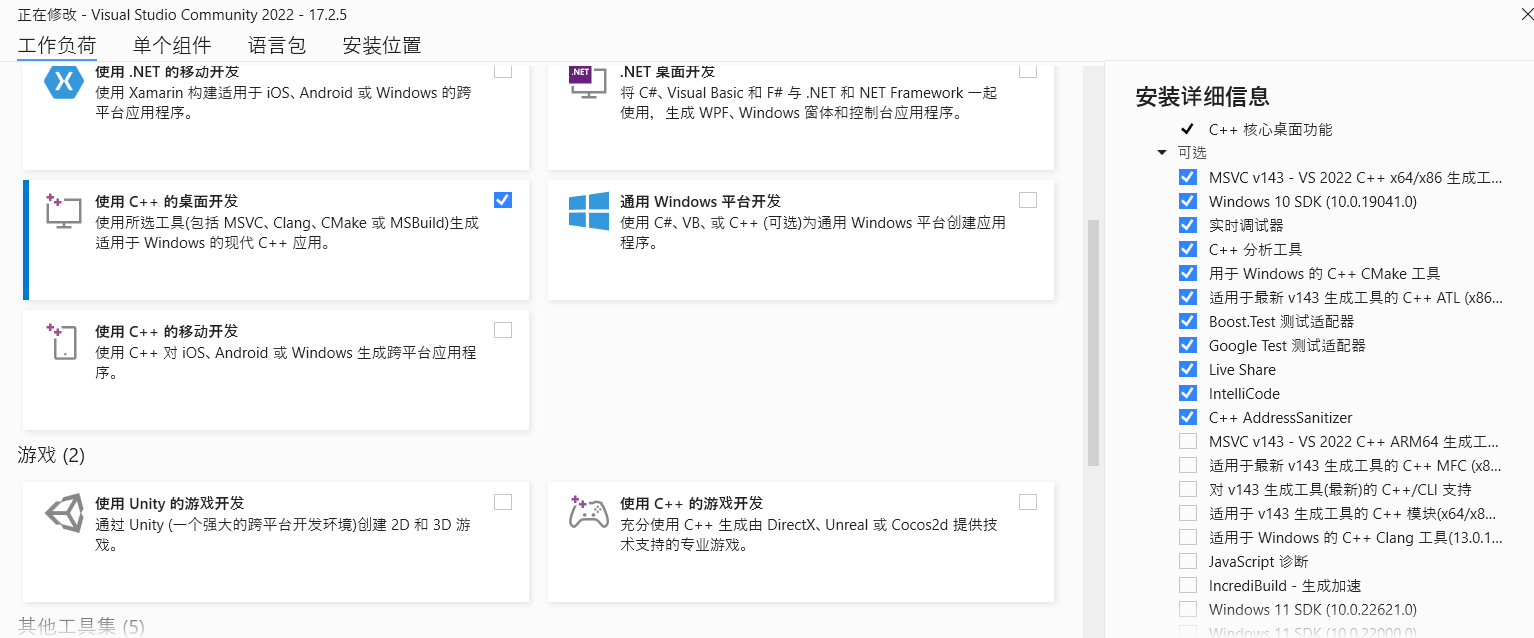 正在修改 - Visual Studio Community 2022 - 17.2.5
工作负荷 单个组件 语言包 安装位置
使用 .NET 的移动开发
使用 Xamarin 构建适用于 iOS、Android 或 Windows 的跨
平台应用程序。
.NET
.NET 桌面开发
将 C#、Visual Basic 和 F# 与 .NET 和 .NET Framework 一起
使用，生成 WPF、Windows 窗体和控制台应用程序。
使用 C++ 的桌面开发
使用所选工具(包括 MSVC、Clang、CMake 或 MSBuild)生成
适用于 Windows 的现代 C++ 应用。
通用 Windows 平台开发
使用 C#、VB、或 C++ (可选)为通用 Windows 平台创建应用
程序。
使用 C++ 的移动开发
使用 C++ 对 iOS、Android 或 Windows 生成跨平台应用程
序。
游戏 (2)
使用 Unity 的游戏开发
通过 Unity (一个强大的跨平台开发环境)创建 2D 和 3D 游
戏。
使用 C++ 的游戏开发
充分使用 C++ 生成由 DirectX、Unreal 或 Cocos2d 提供技
术支持的专业游戏。
其他工具集 (5)
安装详细信息
C++ 核心桌面功能
可选
MSVC v143 - VS 2022 C++ x64/x86 生成工...
Windows 10 SDK (10.0.19041.0)
实时调试器
C++ 分析工具
用于 Windows 的 C++ CMake 工具
适用于最新 v143 生成工具的 C++ ATL (x86...
Boost.Test 测试适配器
Google Test 测试适配器
Live Share
IntelliCode
C++ AddressSanitizer
MSVC v143 - VS 2022 C++ ARM64 生成工...
适用于最新 v143 生成工具的 C++ MFC (x8...
对 v143 生成工具(最新)的 C++/CLI 支持
适用于 v143 生成工具的 C++ 模块(x64/x8...
适用于 Windows 的 C++ Clang 工具(13.0.1...
JavaScript 诊断
IncrediBuild - 生成加速
Windows 11 SDK (10.0.22621.0)
Windows 11 SDK (10.0.22000.0)